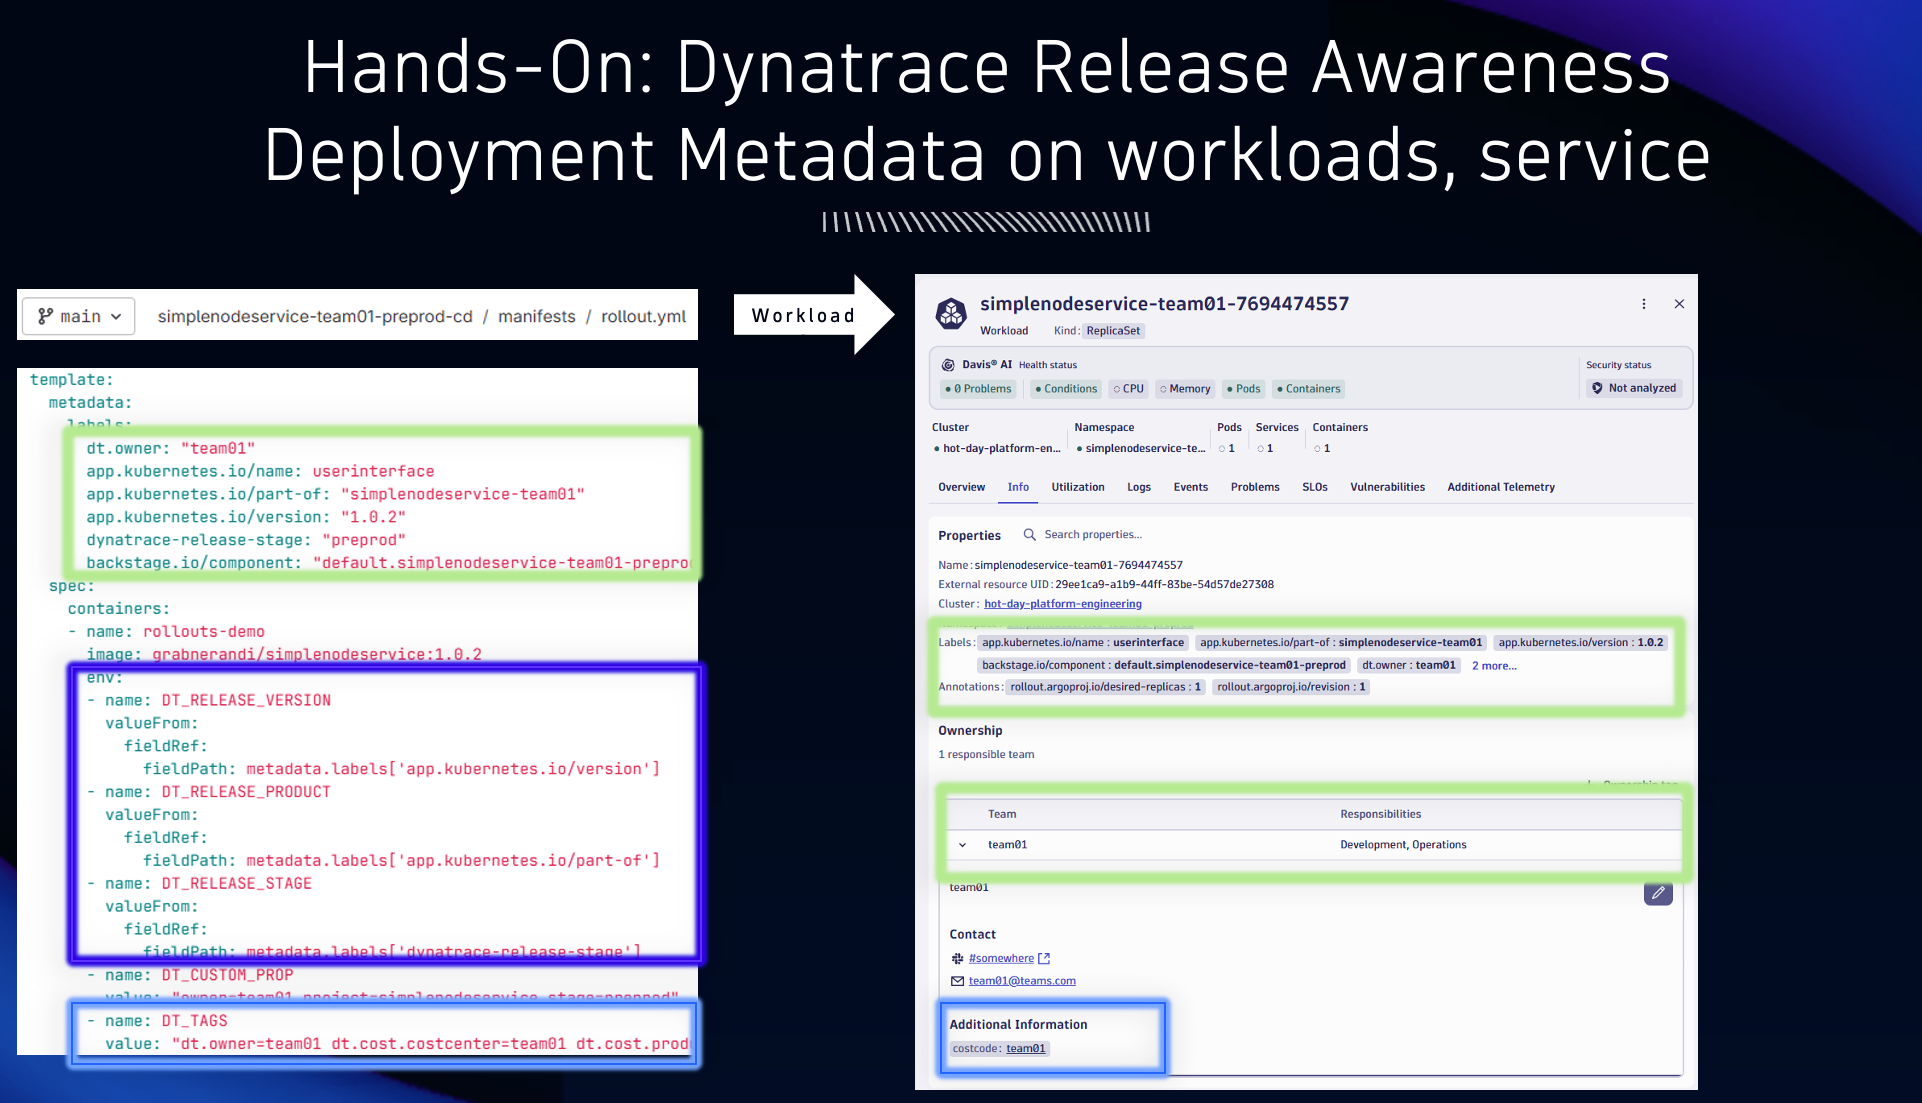 Hands-On: Dynatrace Release Awareness
Deployment Metadata on workloads, service
main
simplenodeservice-team01-preprod-cd / manifests / rollout.yml
template:
metadata:
labels:
dt.owner: "team01"
app.kubernetes.io/name: userinterface
app.kubernetes.io/part-of: "simplenodeservice-team01"
app.kubernetes.io/version: "1.0.2"
dynatrace-release-stage: "preprod"
backstage.io/component: "default.simplenodeservice-team01-preprod
spec:
containers:
- name: rollouts-demo
image: grabnerandi/simplenodeservice:1.0.2
env:
- name: DT_RELEASE_VERSION
valueFrom:
fieldRef:
fieldPath: metadata.labels['app.kubernetes.io/version']
- name: DT_RELEASE_PRODUCT
valueFrom:
fieldRef:
fieldPath: metadata.labels['app.kubernetes.io/part-of']
- name: DT_RELEASE_STAGE
valueFrom:
fieldRef:
fieldPath: metadata.labels['dynatrace-release-stage']
- name: DT_CUSTOM_PROP
value: "owner=team01 project=simplenodeservice stage=preprod"
- name: DT_TAGS
value: "dt.owner=team01 dt.cost.costcenter=team01 dt.cost.prod
Workload
simplenodeservice-team01-7694474557
Workload Kind: ReplicaSet
Davis® AI Health status
Security status
0 Problems Conditions CPU Memory Pods Containers
Not analyzed
Cluster Namespace Pods Services Containers
hot-day-platform-en... simplenodeservice-te... 1 1 1
Overview Info Utilization Logs Events Problems SLOs Vulnerabilities Additional Telemetry
Properties Search properties...
Name: simplenodeservice-team01-7694474557
External resource UID: 29ee1ca9-a1b9-44ff-83be-54d57de27308
Cluster: hot-day-platform-engineering
Labels: app.kubernetes.io/name : userinterface app.kubernetes.io/part-of : simplenodeservice-team01 app.kubernetes.io/version : 1.0.2
backstage.io/component : default.simplenodeservice-team01-preprod dt.owner : team01 2 more...
Annotations: rollout.argoproj.io/desired-replicas : 1 rollout.argoproj.io/revision : 1
Ownership
1 responsible team
Team Responsibilities
team01 Development, Operations
team01
Contact
#somewhere
team01@teams.com
Additional Information
costcode: team01